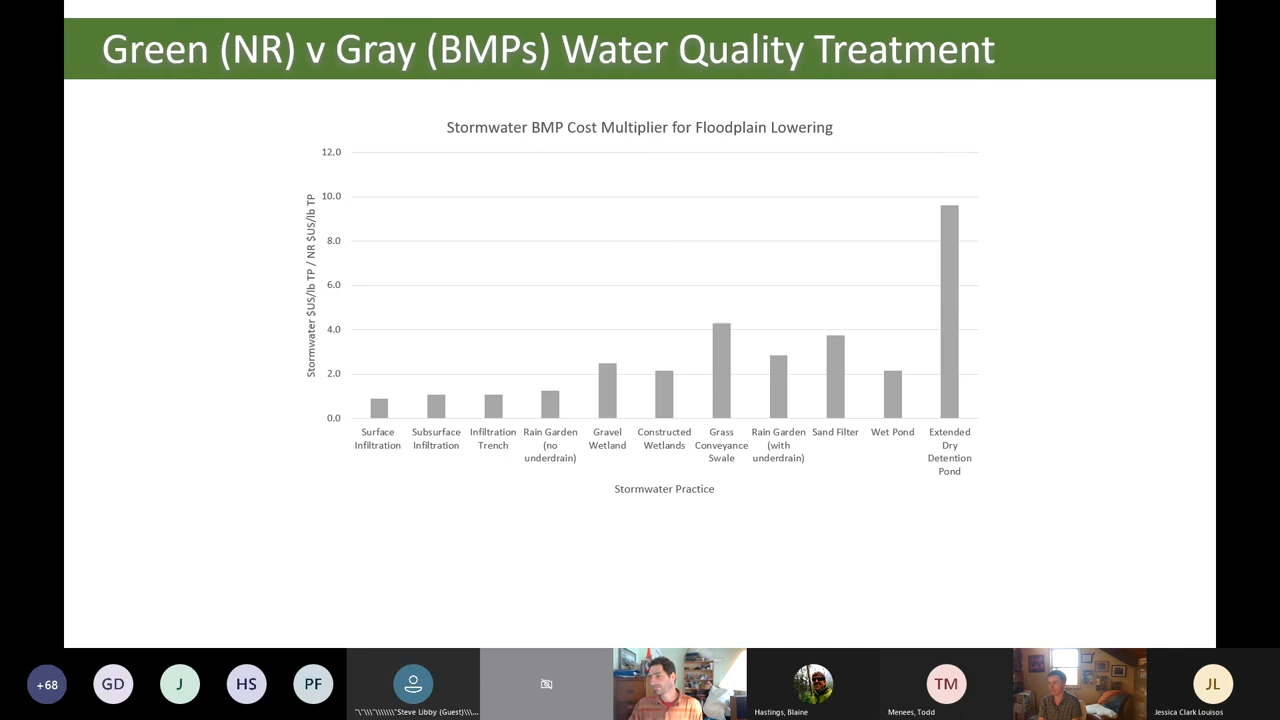 Green (NR) v Gray (BMPs) Water Quality Treatment
Stormwater BMP Cost Multiplier for Floodplain Lowering
Stormwater $US/lb TP / NR $US/lb TP
12.0
10.0
8.0
6.0
4.0
2.0
0.0
Surface
Infiltration
Subsurface
Infiltration
Infiltration
Trench
Rain Garden
(no
underdrain)
Gravel
Wetland
Constructed
Wetlands
Grass
Conveyance
Swale
Rain Garden
(with
underdrain)
Sand Filter
Wet Pond
Extended
Dry
Detention
Pond
Stormwater Practice
+68
GD
J
HS
PF
"\"\\\"\\\\\\\"Steve Libby (Guest)\\\...
Hastings, Blaine
TM
Menees, Todd
JL
Jessica Clark Louisos